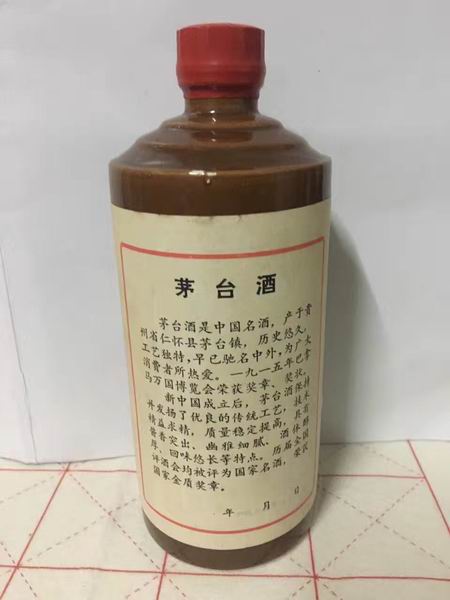 茅台酒
茅台酒是中国名酒，产于贵
州省仁怀县茅台镇，历史悠久，
工艺独特，早已驰名中外，为广大
消费者所热爱。一九一五年巴拿
马万国博览会荣获奖章、奖状。
新中国成立后，茅台酒保持
并发扬了优良的传统工艺，技术
精益求精，质量稳定提高，具有
酱香突出、幽雅细腻、酒体醇
厚、回味悠长等特点。历届全国
评酒会均被评为国家名酒，荣获
国家金质奖章。
年 月 日